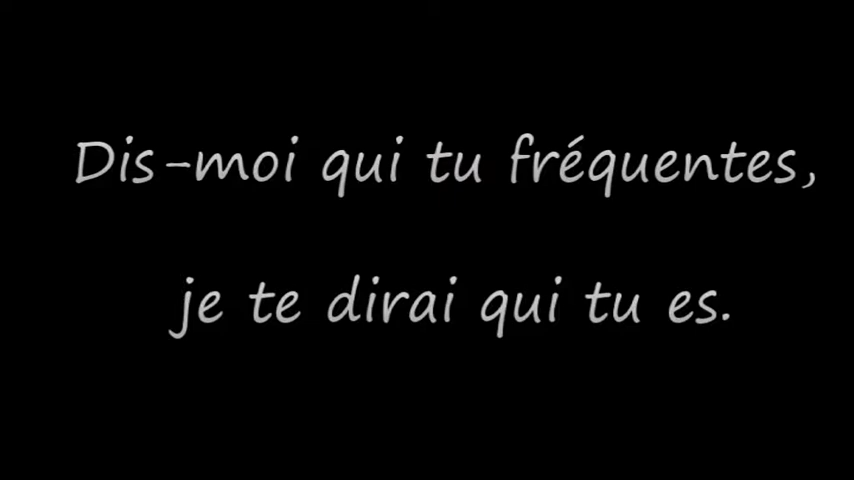 Dis-moi qui tu fréquentes,
je te dirai qui tu es.